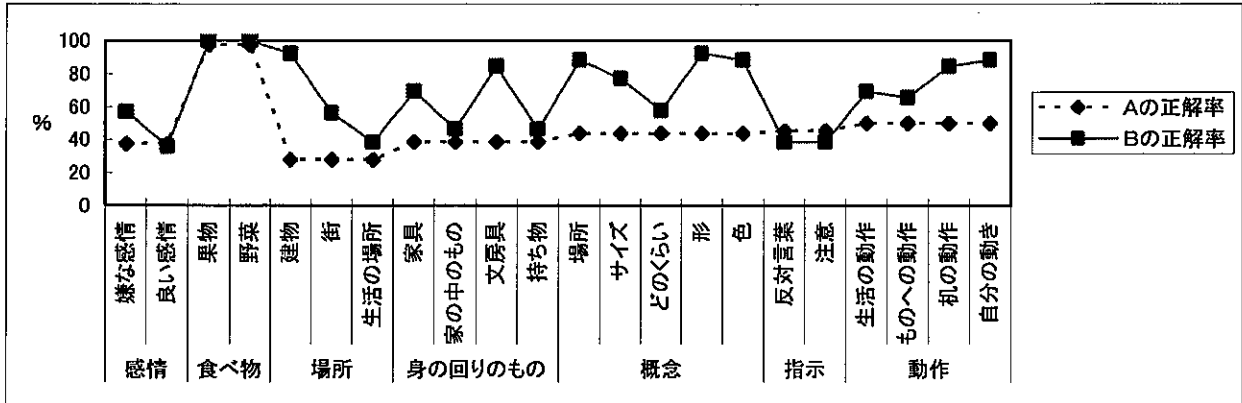 100
80
60
40
20
0
%
Aの正解率
Bの正解率
嫌な感情
良い感情
果物
野菜
建物
街
生活の場所
家具
家の中のもの
文房具
持ち物
場所
サイズ
どのくらい
形
色
反対言葉
注意
生活の動作
ものへの動作
机の動作
自分の動き
感情
食べ物
場所
身の回りのもの
概念
指示
動作